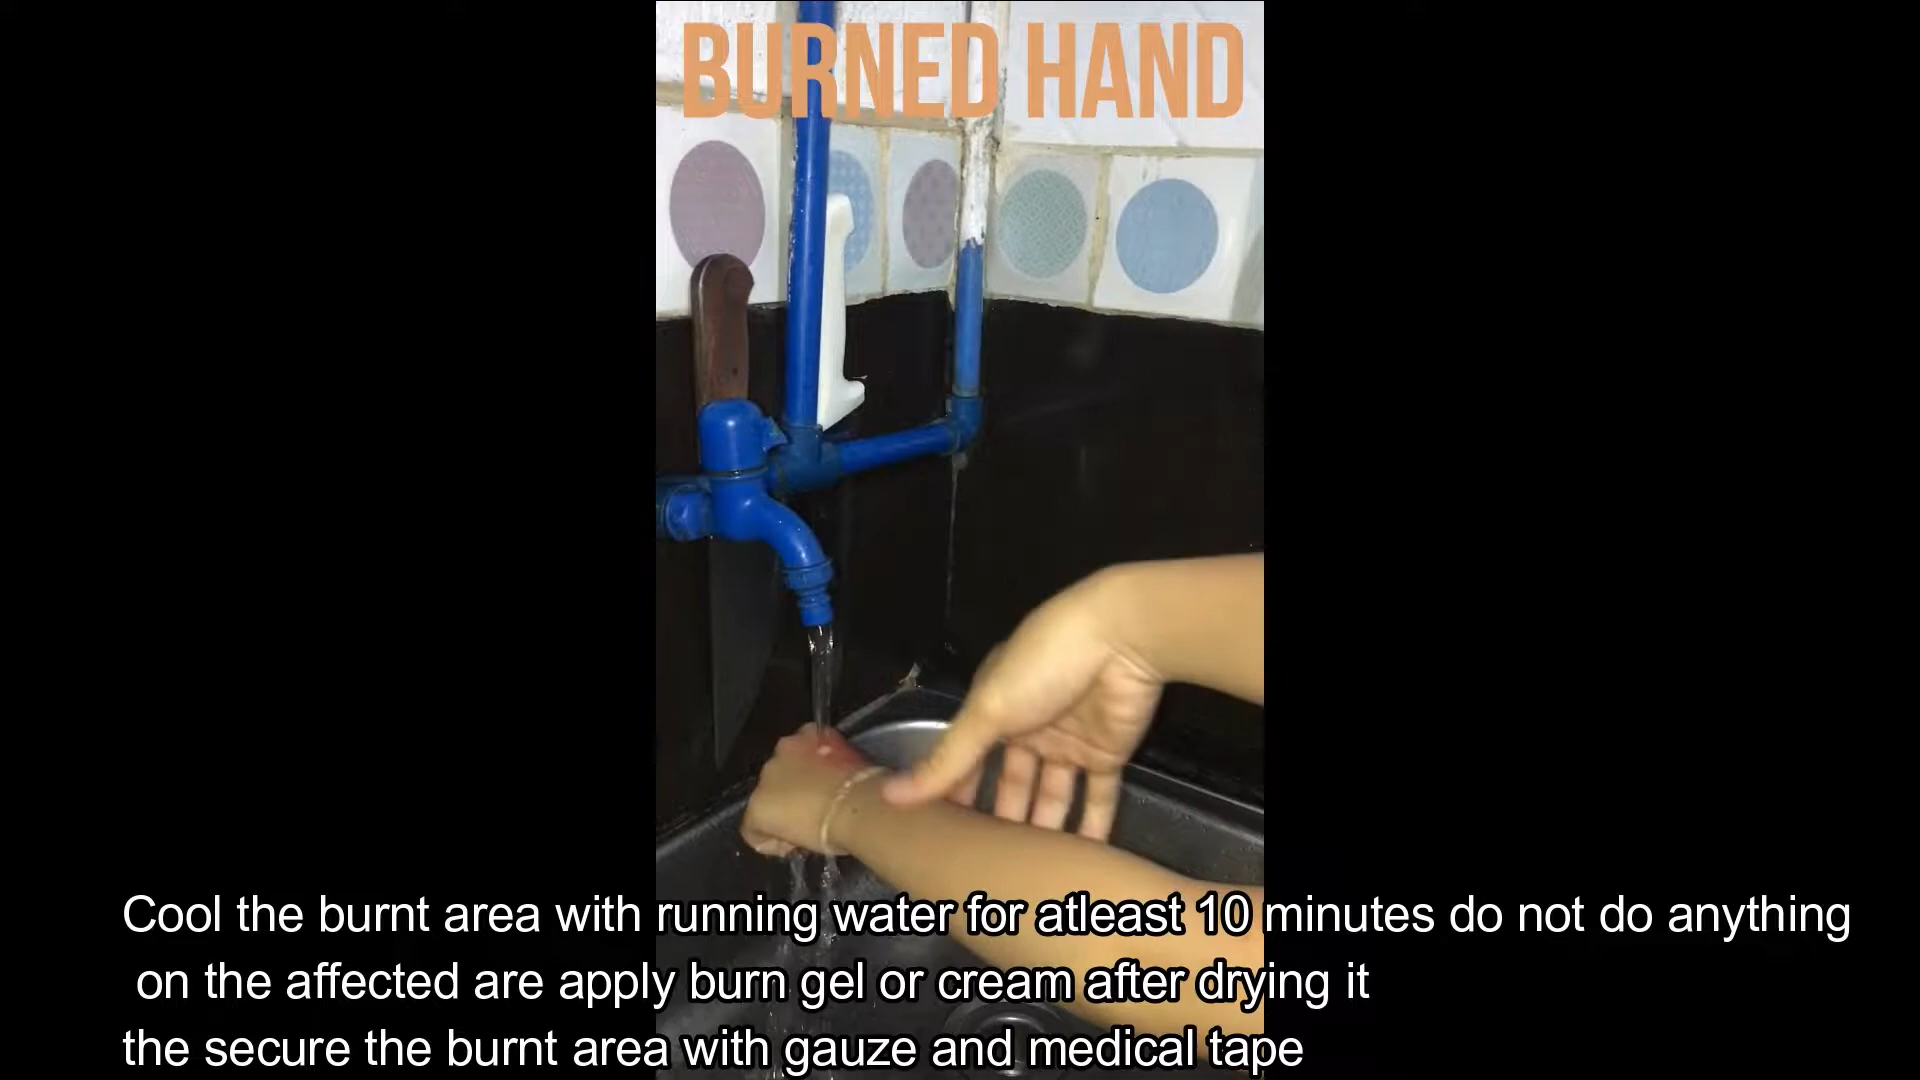 BURNED HAND
Cool the burnt area with running water for atleast 10 minutes do not do anything
on the affected are apply burn gel or cream after drying it
the secure the burnt area with gauze and medical tape